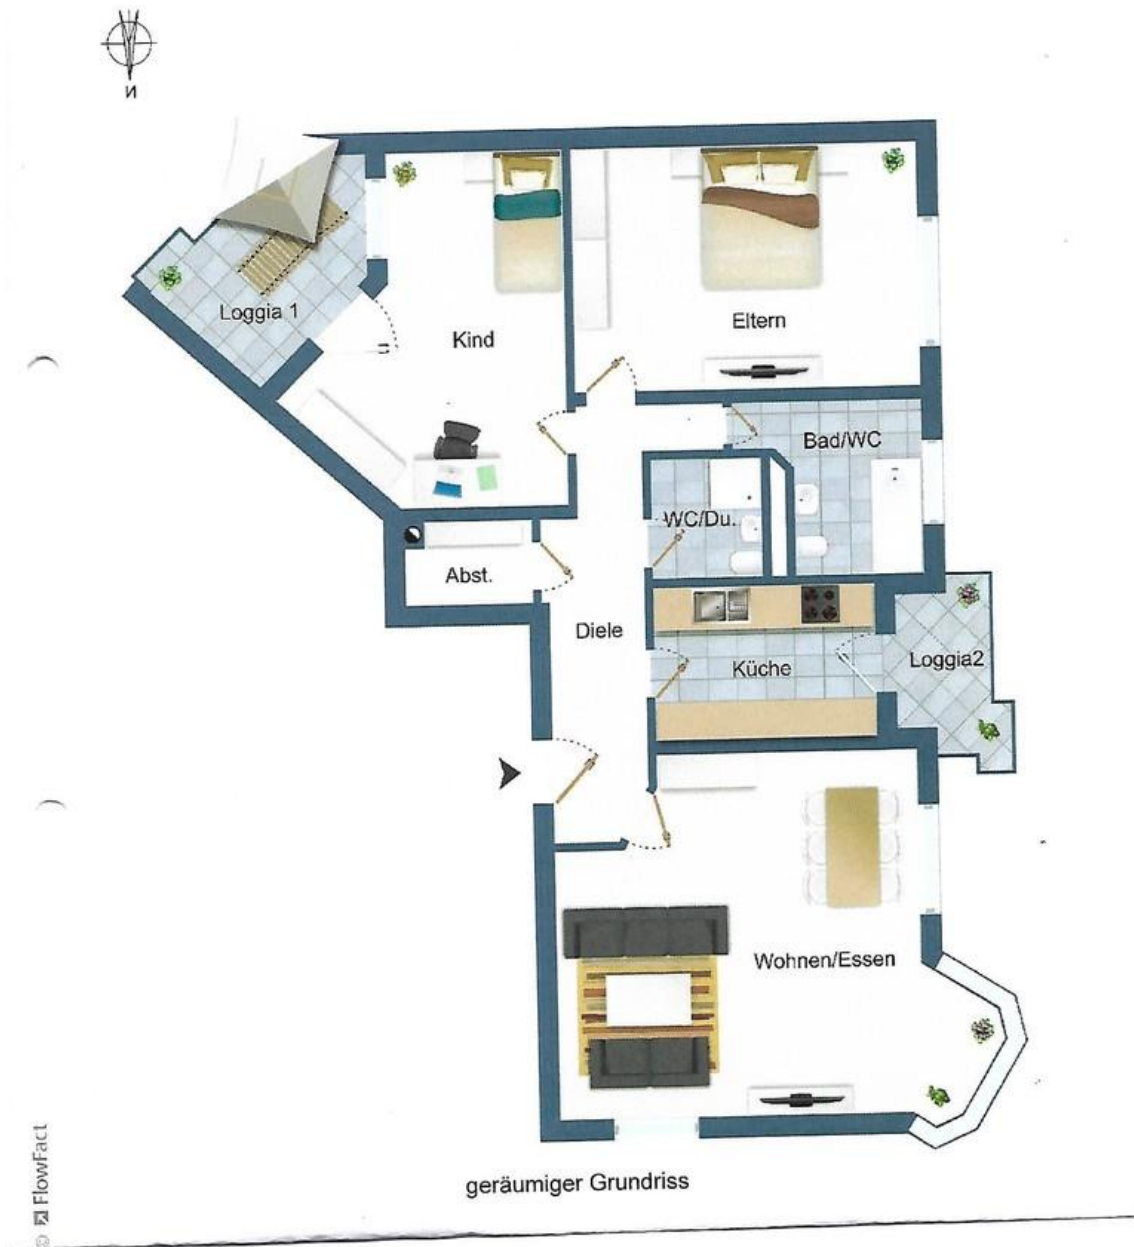 N
Loggia 1
Kind
Eltern
Bad/WC
WC/Du.
Abst.
Diele
Küche
Loggia2
Wohnen/Essen
geräumiger Grundriss
© FlowFact